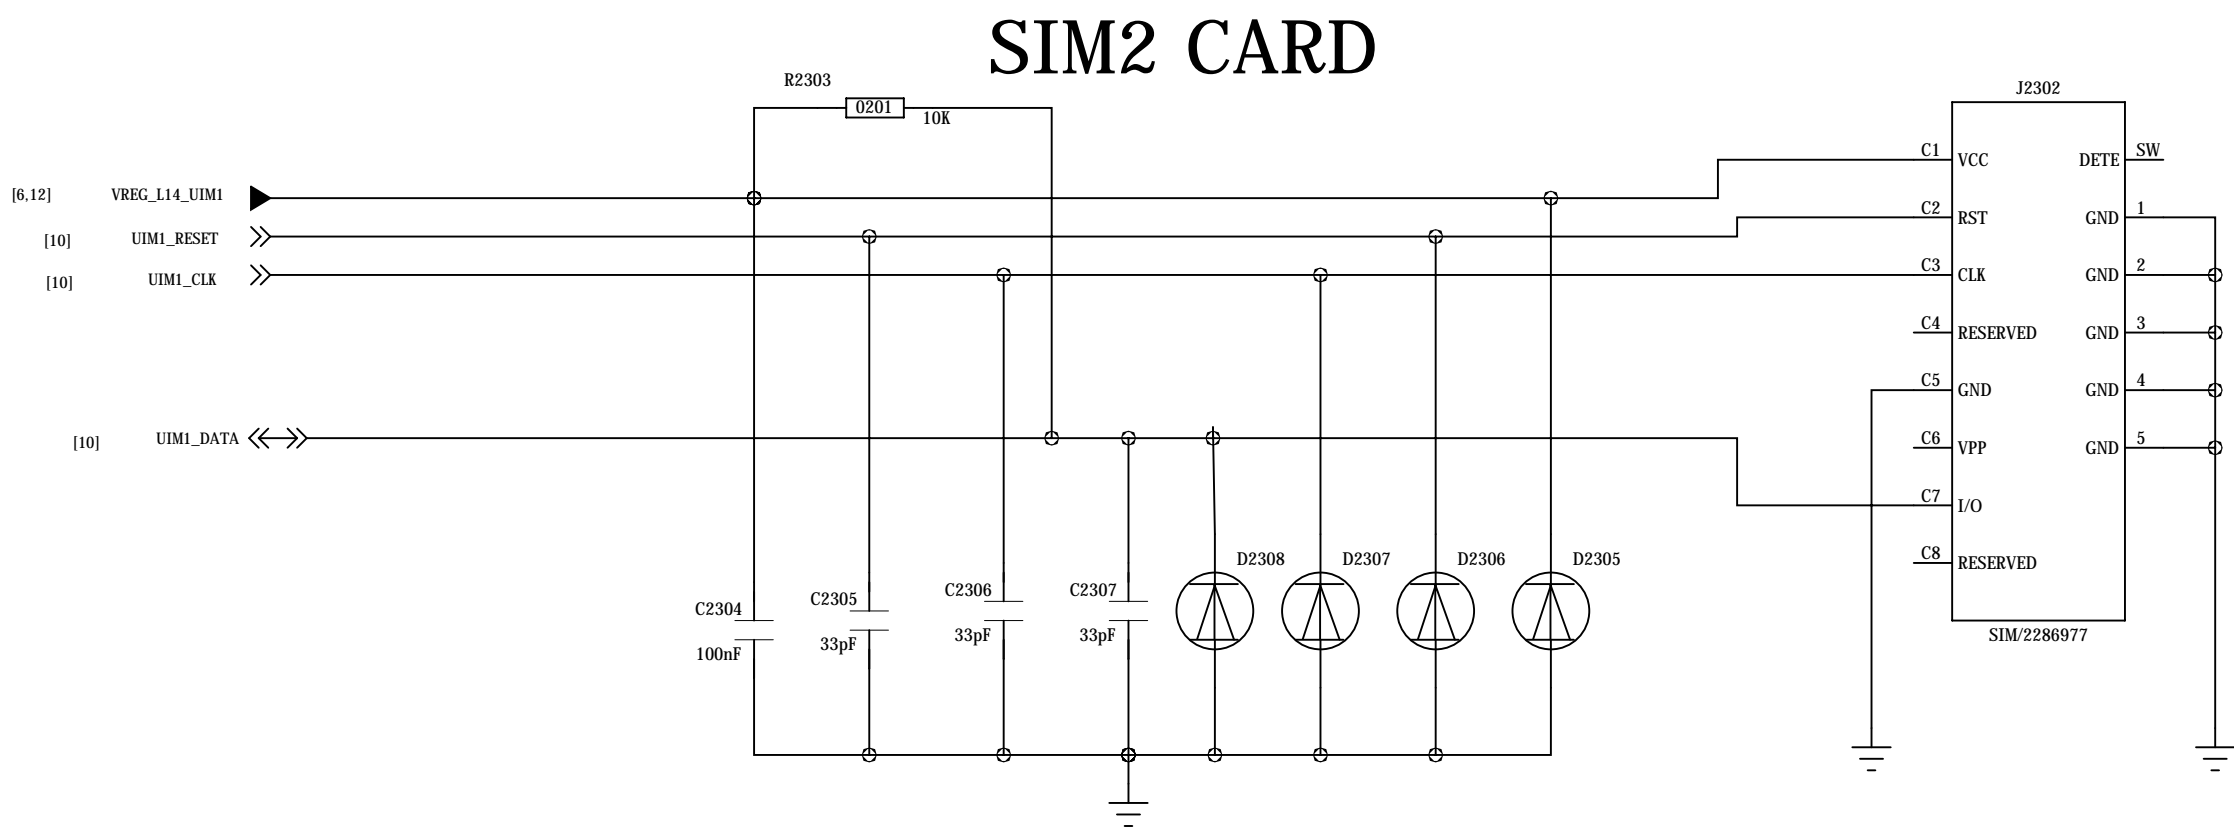 SIM2 CARD
R2303
0201
10K
J2302
[6,12] VREG_L14_UIM1
[10] UIM1_RESET
[10] UIM1_CLK
[10] UIM1_DATA
C1 VCC DETE SW
C2 RST GND 1
C3 CLK GND 2
C4 RESERVED GND 3
C5 GND GND 4
C6 VPP GND 5
C7 I/O
C8 RESERVED
SIM/2286977
D2308 D2307 D2306 D2305
C2304
100nF
C2305
33pF
C2306
33pF
C2307
33pF